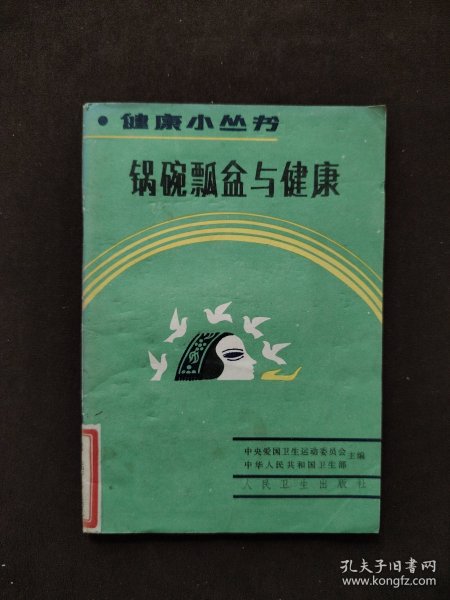 •健康小丛书
锅碗瓢盆与健康
中央爱国卫生运动委员会
中华人民共和国卫生部
主编
人民卫生出版社
孔夫子旧书网
www.kongfz.com